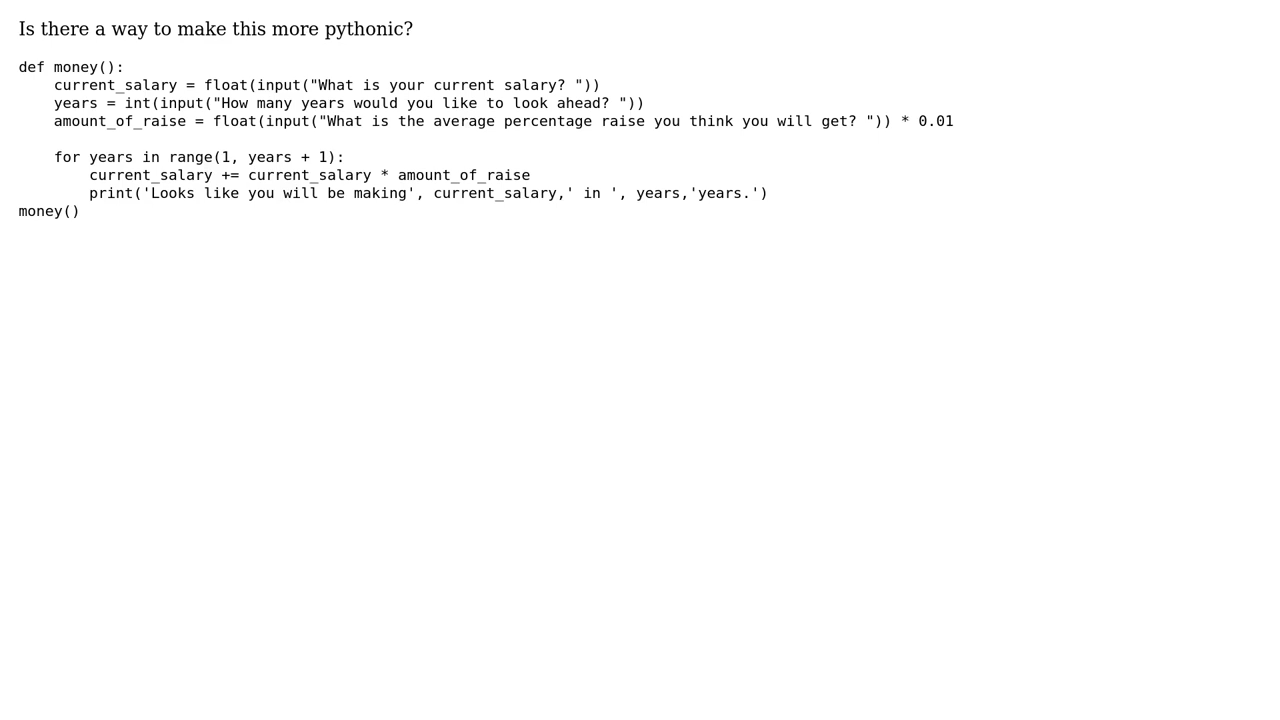 Is there a way to make this more pythonic?
def money():
    current_salary = float(input("What is your current salary? "))
    years = int(input("How many years would you like to look ahead? "))
    amount_of_raise = float(input("What is the average percentage raise you think you will get? ")) * 0.01

    for years in range(1, years + 1):
        current_salary += current_salary * amount_of_raise
        print('Looks like you will be making', current_salary,' in ', years,'years.')
money()